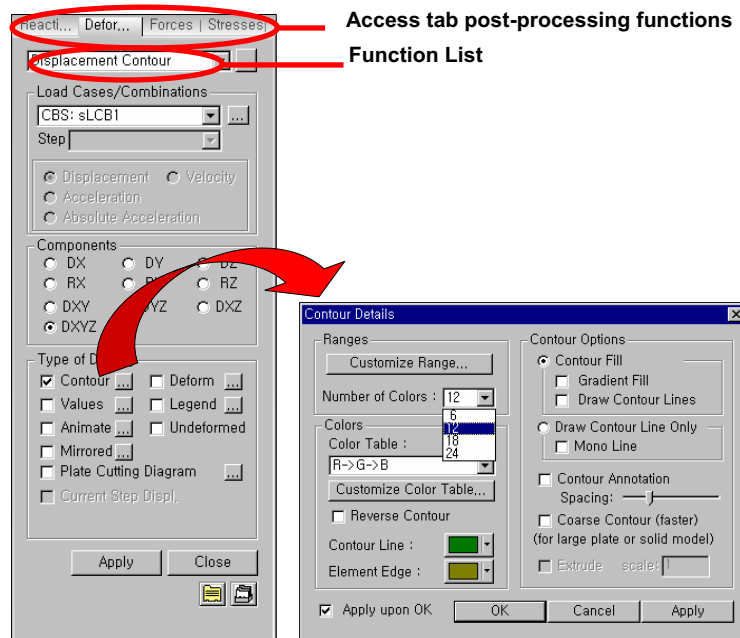 Reacti... Defor... Forces Stresses
Access tab post-processing functions
Displacement Contour
Function List
Load Cases/Combinations
CBS: sLCB1 ...
Step
Displacement Velocity
Acceleration
Absolute Acceleration
Components
DX DY DZ
RX RZ
DXY DXZ
DXYZ
Type of
Contour ... Deform ...
Values ... Legend ...
Animate ... Undeformed
Mirrored ...
Plate Cutting Diagram ...
Current Step Displ.
Apply Close
Contour Details
Ranges
Customize Range...
Number of Colors : 12
6
12
18
24
Colors
Color Table :
R->G->B
Customize Color Table...
Reverse Contour
Contour Line :
Element Edge :
Contour Options
Contour Fill
Gradient Fill
Draw Contour Lines
Draw Contour Line Only
Mono Line
Contour Annotation
Spacing:
Coarse Contour (faster)
(for large plate or solid model)
Extrude scale: 1
Apply upon OK OK Cancel Apply